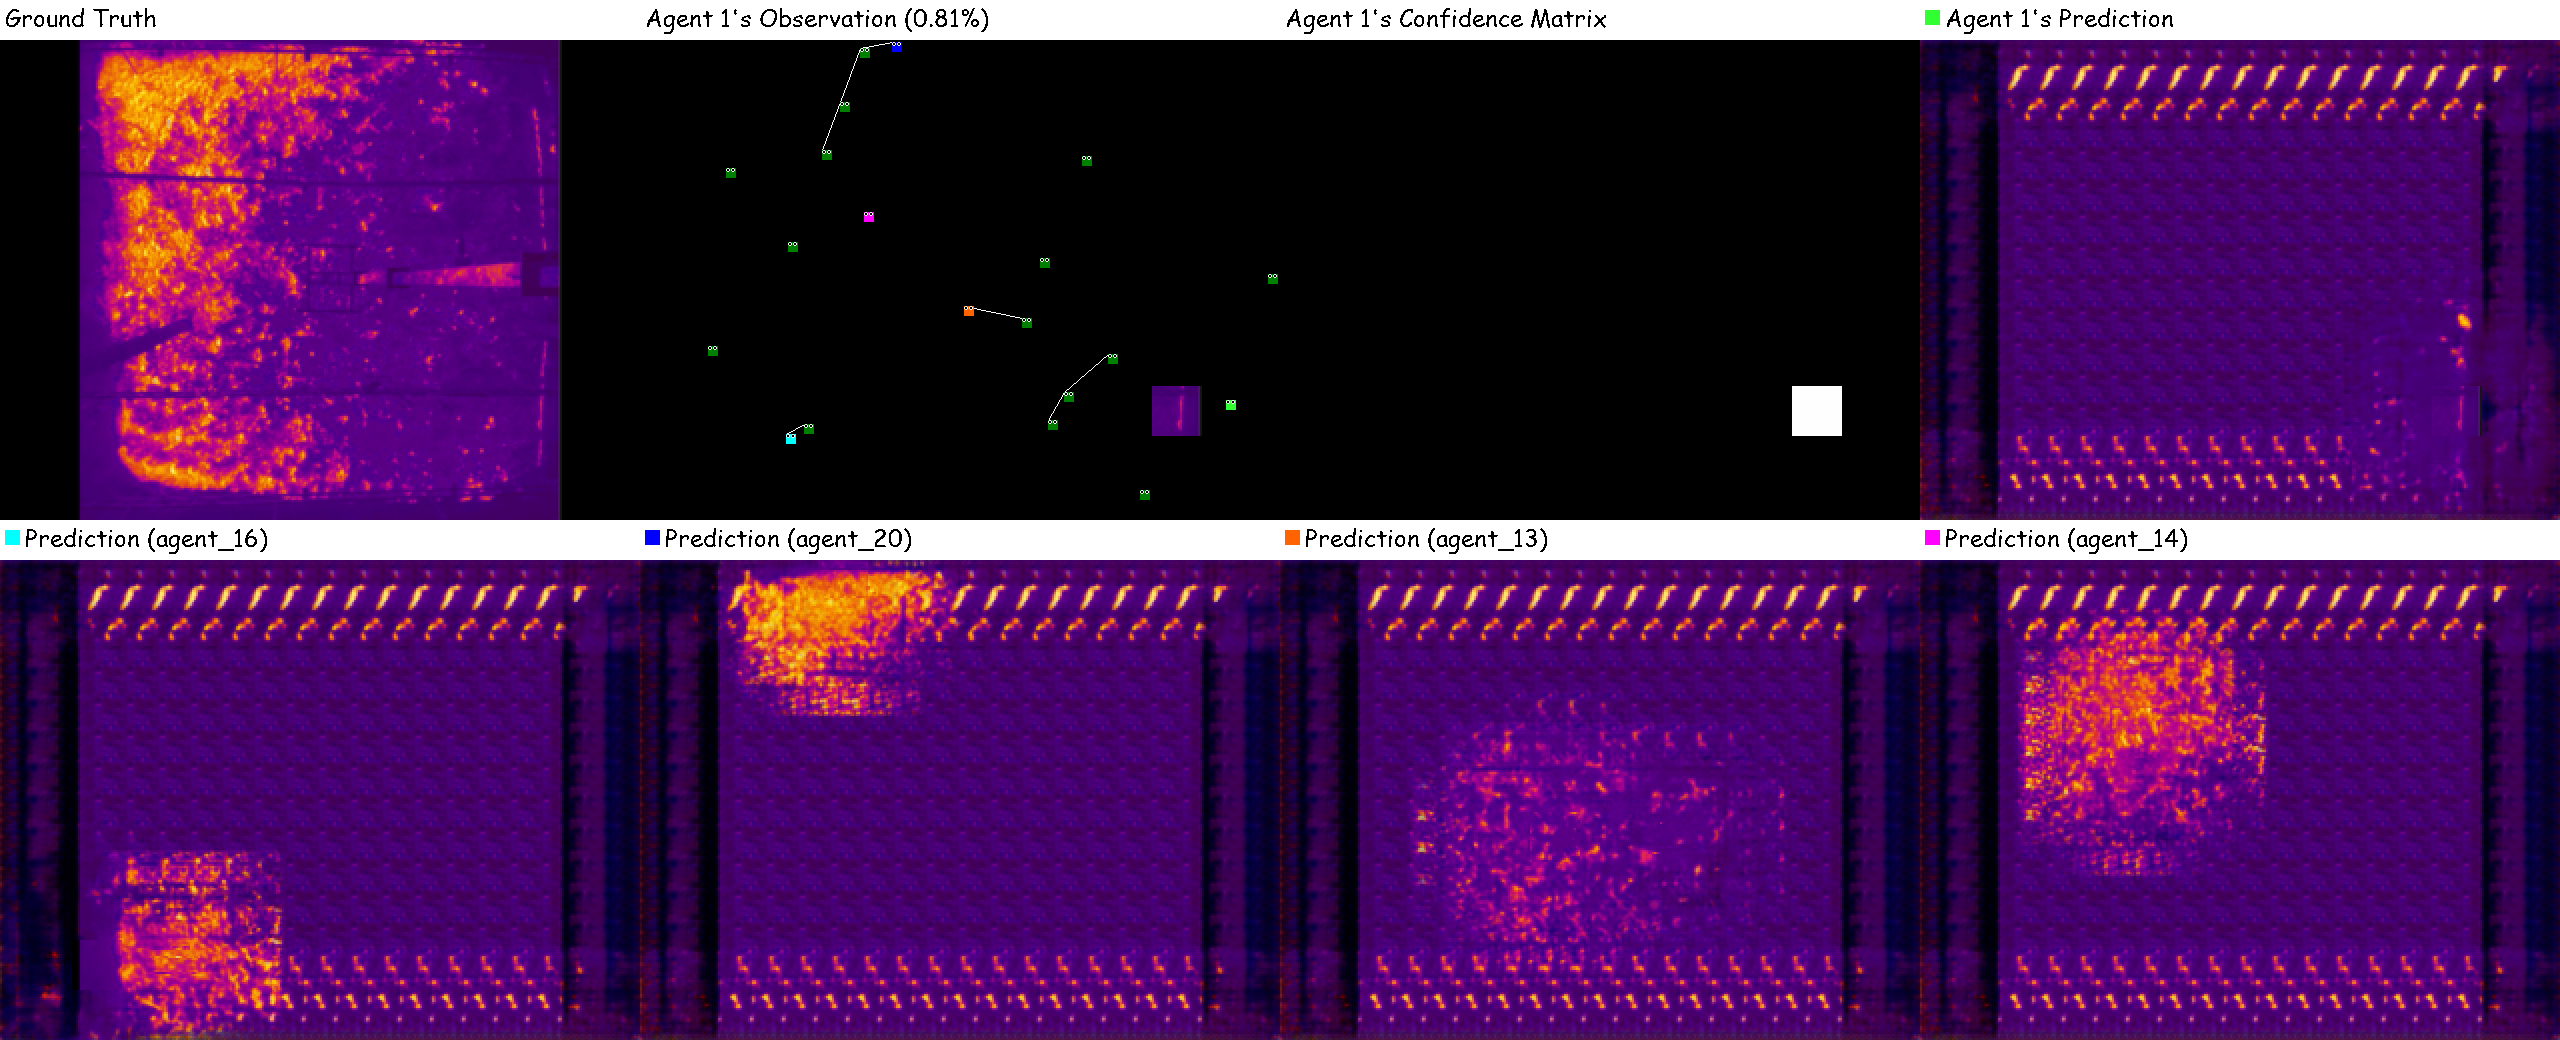 Ground Truth
Agent 1's Observation (0.81%)
Agent 1's Confidence Matrix
Agent 1's Prediction
Prediction (agent_16)
Prediction (agent_20)
Prediction (agent_13)
Prediction (agent_14)